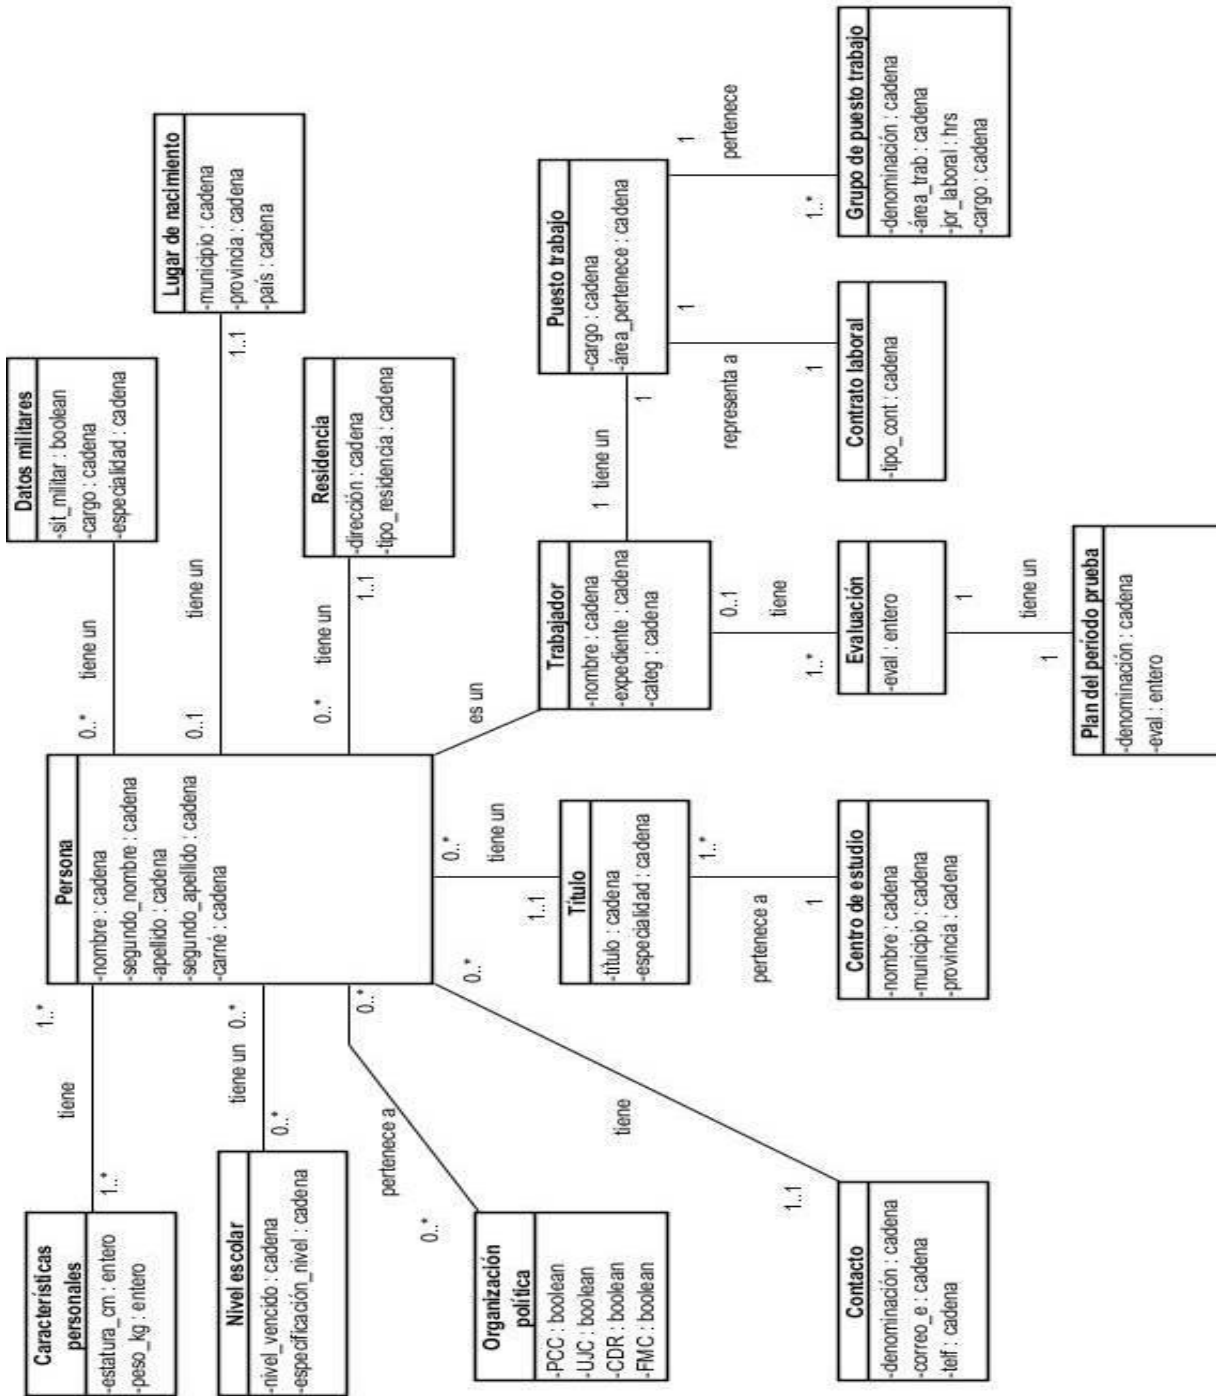 Características
personales
-estatura_cm : entero
-peso_kg : entero
tiene
1..*
1..*
Persona
-nombre : cadena
-segundo_nombre : cadena
-apellido : cadena
-segundo_apellido : cadena
-carné : cadena
Datos militares
-sit_militar : boolean
-cargo : cadena
-especialidad : cadena
0..*
tiene un
Lugar de nacimiento
-municipio : cadena
-provincia : cadena
-país : cadena
0..1
tiene un
1..1
Nivel escolar
-nivel_vencido : cadena
-especificación_nivel : cadena
0..*
tiene un
0..*
Residencia
-dirección : cadena
-tipo_residencia : cadena
0..*
tiene un
1..1
Organización
política
-PCC : boolean
-UJC : boolean
-CDR : boolean
-FMC : boolean
0..*
pertenece a
0..*
Contacto
-denominación : cadena
-correo_e : cadena
-telf : cadena
1..1
tiene
0..*
Título
-título : cadena
-especialidad : cadena
1..1
tiene un
0..*
Centro de estudio
-nombre : cadena
-municipio : cadena
-provincia : cadena
1
pertenece a
1..*
es un
Trabajador
-nombre : cadena
-expediente : cadena
-categ : cadena
1 tiene un
1
Puesto trabajo
-cargo : cadena
-área_pertenece : cadena
Evaluación
-eval : entero
1..*
tiene
0..1
Contrato laboral
-tipo_cont : cadena
1
representa a
1
Grupo de puesto trabajo
-denominación : cadena
-área_trab : cadena
-jor_laboral : hrs
-cargo : cadena
1..*
pertenece
1
Plan del período prueba
-denominación : cadena
-eval : entero
1
tiene un
1